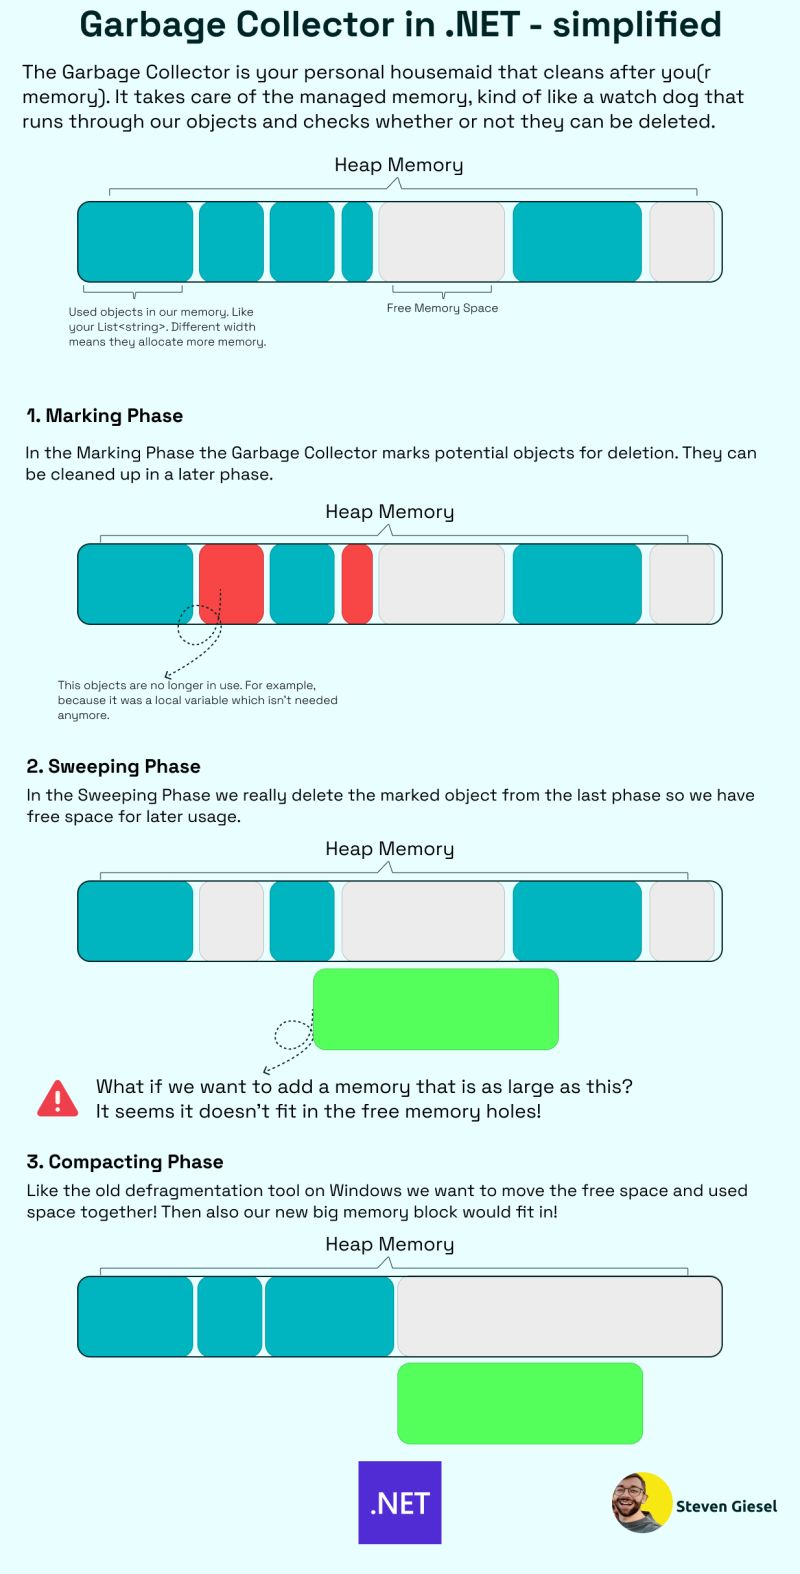 Garbage Collector in .NET - simplified
The Garbage Collector is your personal housemaid that cleans after you(r
memory). It takes care of the managed memory, kind of like a watch dog that
runs through our objects and checks whether or not they can be deleted.
Heap Memory
Used objects in our memory. Like
your List<string>. Different width
means they allocate more memory.
Free Memory Space
1. Marking Phase
In the Marking Phase the Garbage Collector marks potential objects for deletion. They can
be cleaned up in a later phase.
Heap Memory
This objects are no longer in use. For example,
because it was a local variable which isn't needed
anymore.
2. Sweeping Phase
In the Sweeping Phase we really delete the marked object from the last phase so we have
free space for later usage.
Heap Memory
What if we want to add a memory that is as large as this?
It seems it doesn't fit in the free memory holes!
3. Compacting Phase
Like the old defragmentation tool on Windows we want to move the free space and used
space together! Then also our new big memory block would fit in!
Heap Memory
.NET
Steven Giesel